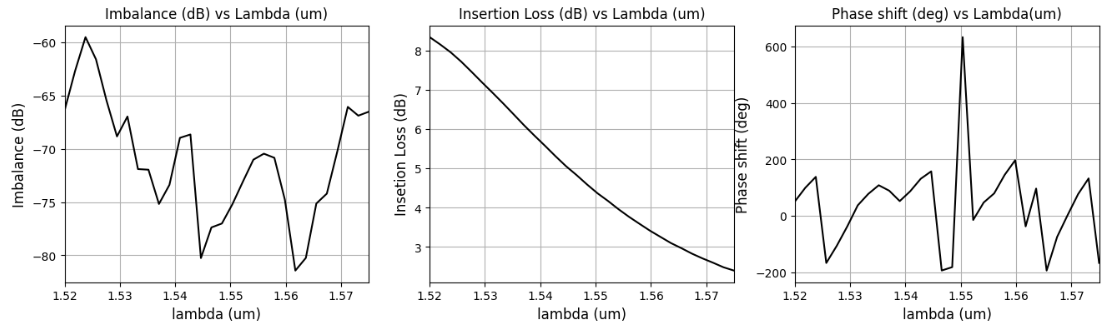 Imbalance (dB) vs Lambda (um)
−60
−65
−70
−75
−80
Imbalance (dB)
1.52 1.53 1.54 1.55 1.56 1.57
lambda (um)
Insertion Loss (dB) vs Lambda (um)
8
7
6
5
4
3
Insetion Loss (dB)
1.52 1.53 1.54 1.55 1.56 1.57
lambda (um)
Phase shift (deg) vs Lambda(um)
600
400
200
0
−200
Phase shift (deg)
1.52 1.53 1.54 1.55 1.56 1.57
lambda (um)